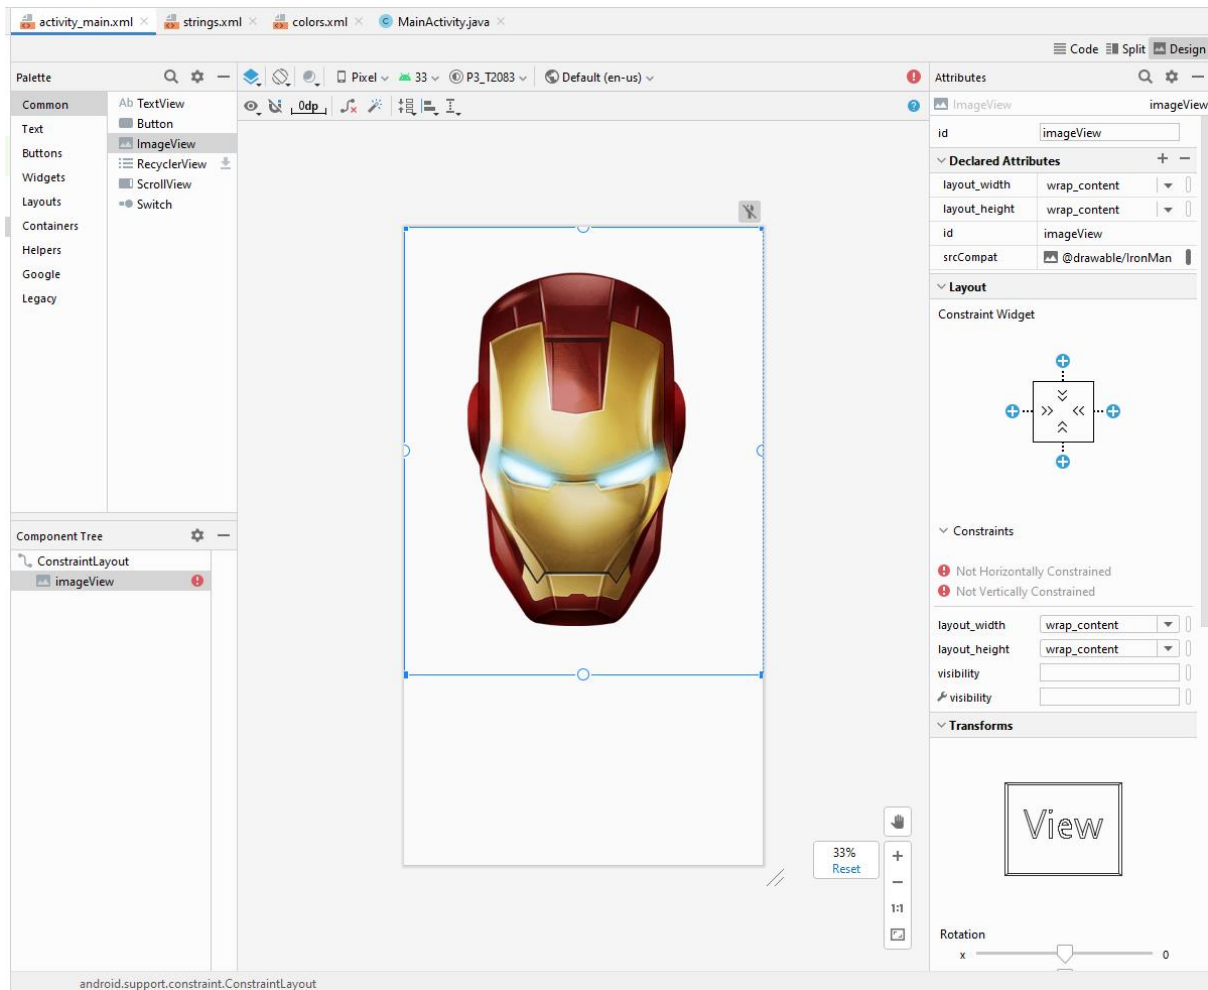 activity_main.xml strings.xml colors.xml MainActivity.java
Code Split Design
Palette
Pixel 33 P3_T2083 Default (en-us)
Attributes
Common
Text
Buttons
Widgets
Layouts
Containers
Helpers
Google
Legacy
Ab TextView
Button
ImageView
RecyclerView
ScrollView
Switch
0dp
ImageView imageView
id imageView
Declared Attributes
layout_width wrap_content
layout_height wrap_content
id imageView
srcCompat @drawable/IronMan
Layout
Constraint Widget
Component Tree
ConstraintLayout
imageView
Constraints
Not Horizontally Constrained
Not Vertically Constrained
layout_width wrap_content
layout_height wrap_content
visibility
visibility
Transforms
View
33%
Reset
1:1
Rotation
x 0
android.support.constraint.ConstraintLayout